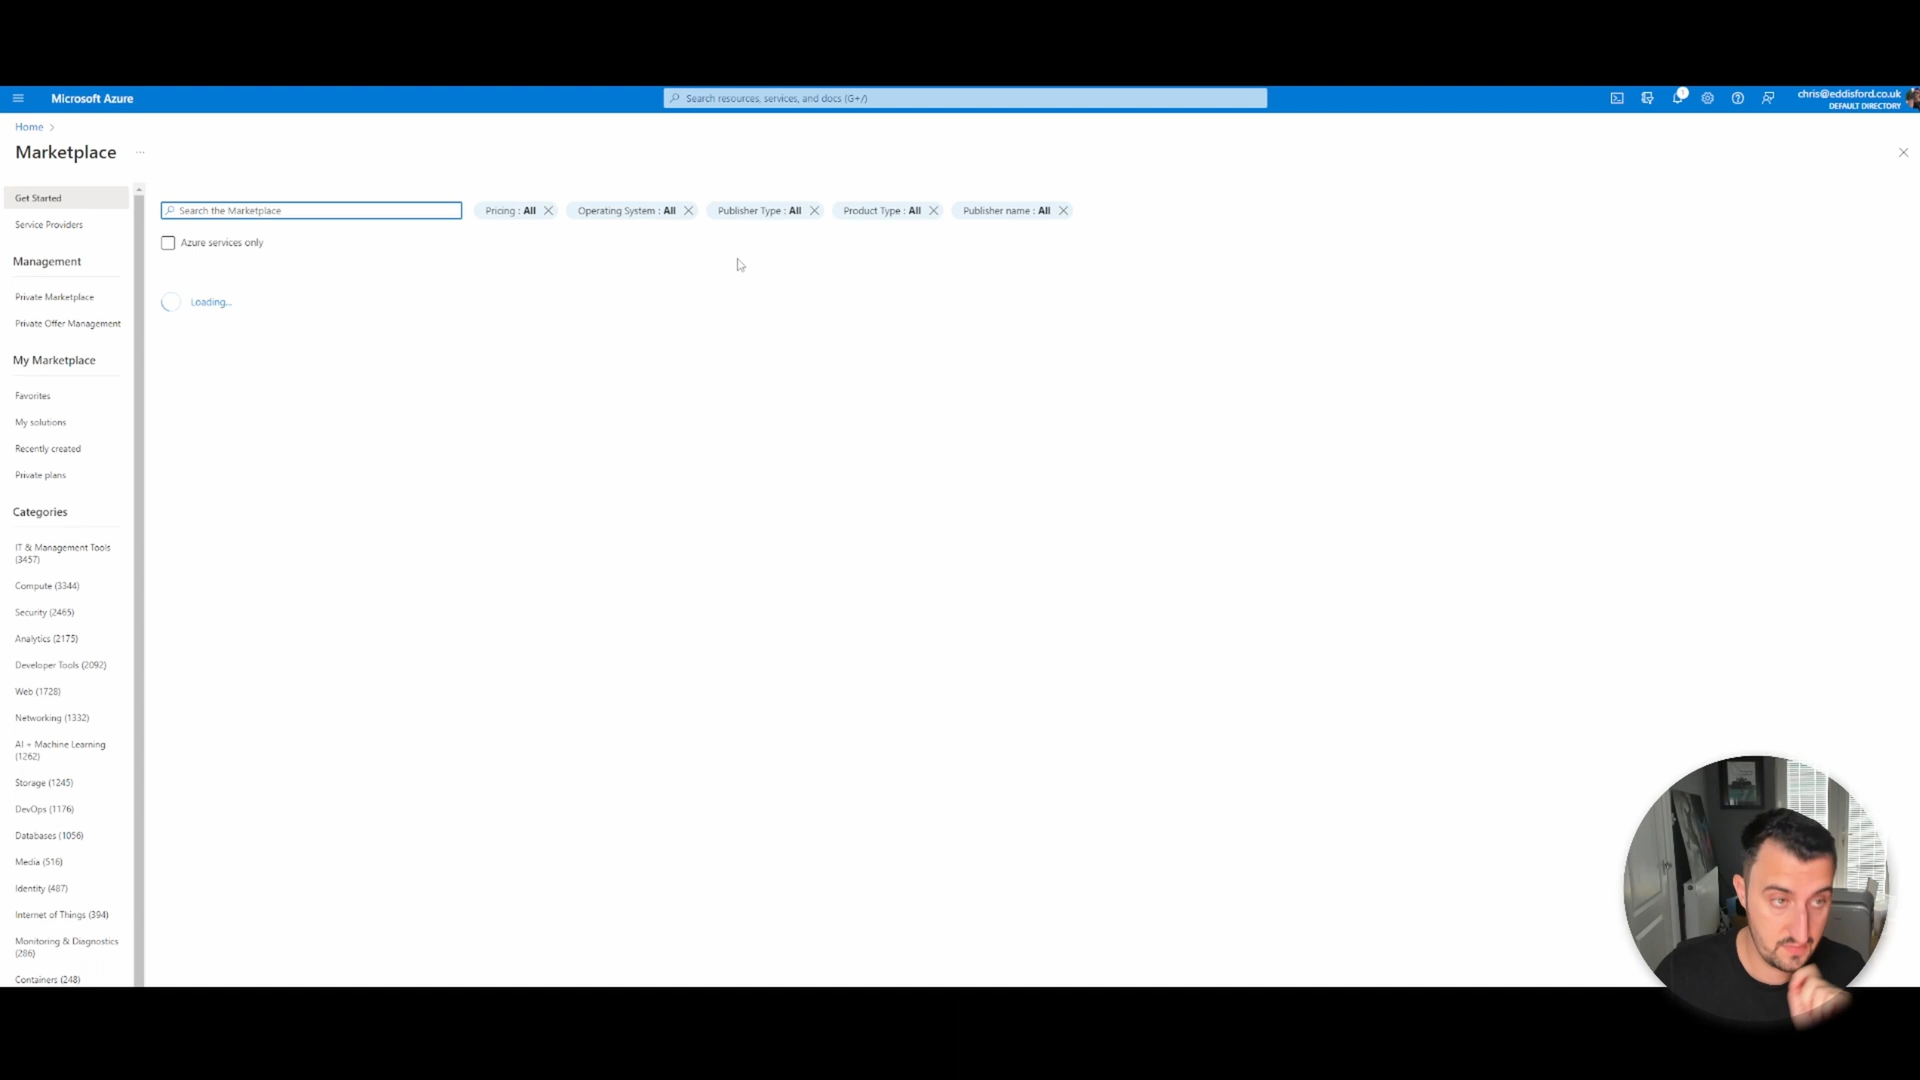 Microsoft Azure
Search resources, services, and docs (G+/)
1
chris@eddisford.co.uk
DEFAULT DIRECTORY
Home
Marketplace
...
Get Started
Service Providers
Management
Private Marketplace
Private Offer Management
My Marketplace
Favorites
My solutions
Recently created
Private plans
Categories
IT & Management Tools
(3457)
Compute (3344)
Security (2465)
Analytics (2175)
Developer Tools (2092)
Web (1728)
Networking (1332)
AI + Machine Learning
(1262)
Storage (1245)
DevOps (1176)
Databases (1056)
Media (516)
Identity (487)
Internet of Things (394)
Monitoring & Diagnostics
(286)
Containers (248)
Search the Marketplace
Pricing : All
Operating System : All
Publisher Type : All
Product Type : All
Publisher name : All
Azure services only
Loading...